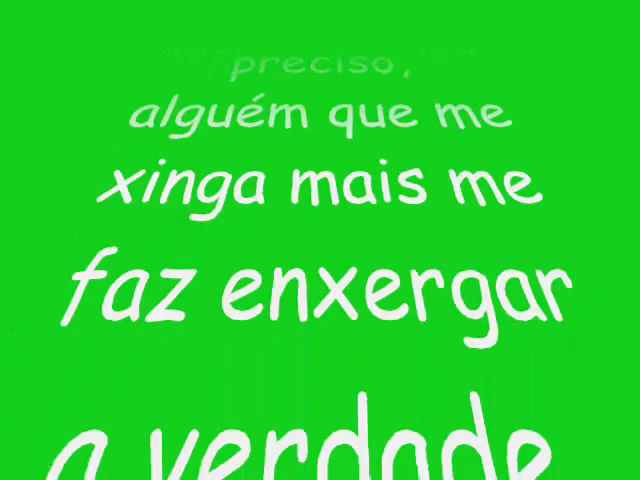 preciso,
alguém que me
xinga mais me
faz enxergar
a verdade